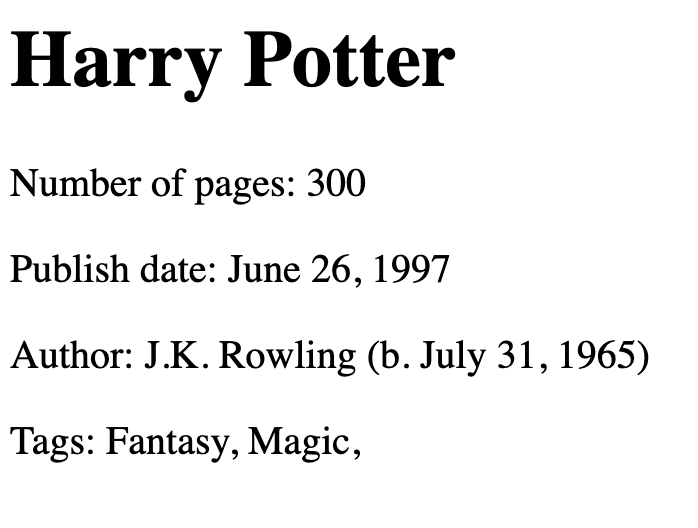 Harry Potter
Number of pages: 300
Publish date: June 26, 1997
Author: J.K. Rowling (b. July 31, 1965)
Tags: Fantasy, Magic,